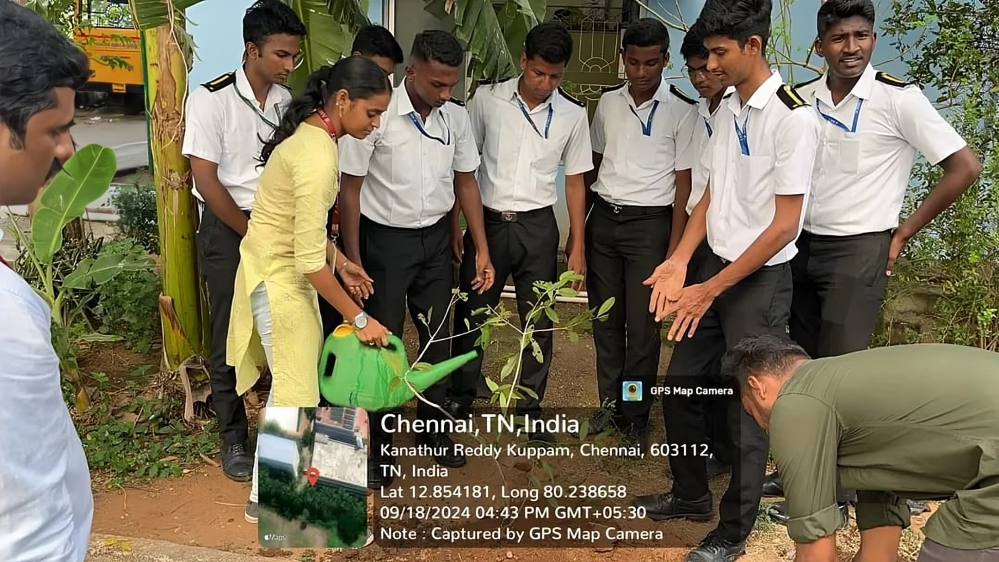 GPS Map Camera
Chennai,TN,India
Kanathur Reddy Kuppam, Chennai, 603112,
TN, India
Lat 12.854181, Long 80.238658
09/18/2024 04:43 PM GMT+05:30
Note : Captured by GPS Map Camera
Maps